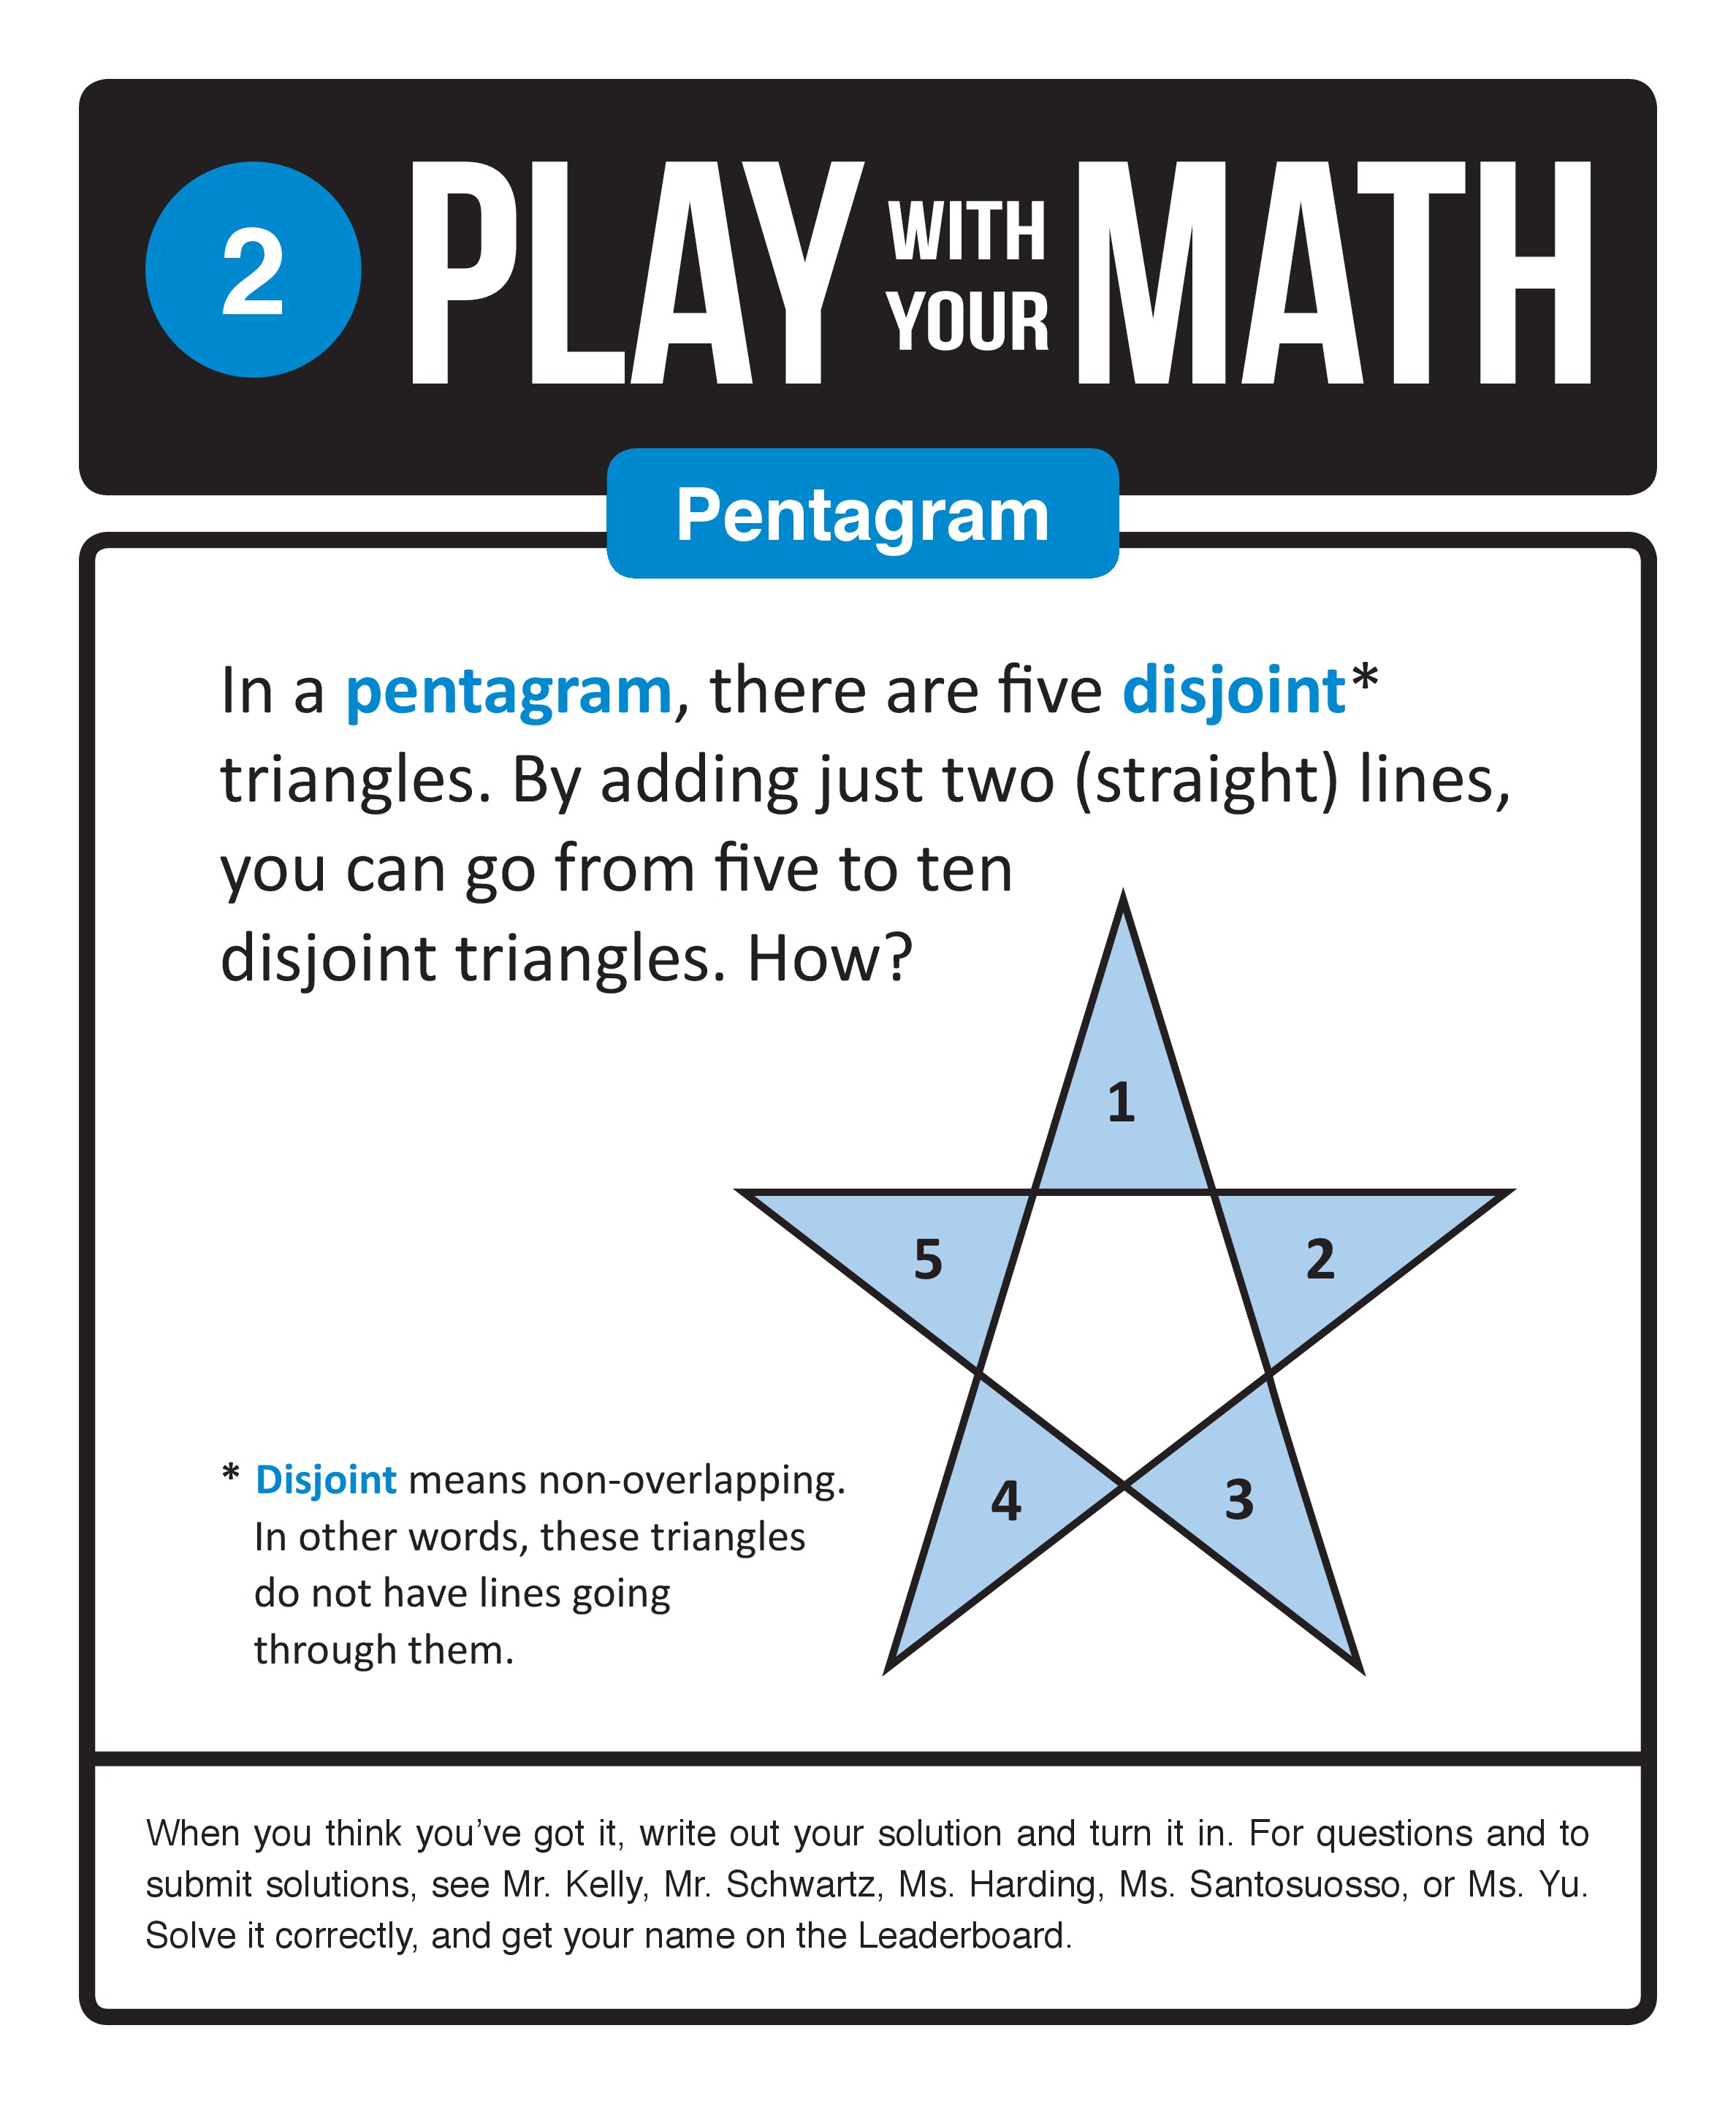 2
PLAY WITH YOUR MATH
Pentagram
In a pentagram, there are five disjoint*
triangles. By adding just two (straight) lines,
you can go from five to ten
disjoint triangles. How?
1
5
2
4
3
* Disjoint means non-overlapping.
In other words, these triangles
do not have lines going
through them.
When you think you’ve got it, write out your solution and turn it in. For questions and to
submit solutions, see Mr. Kelly, Mr. Schwartz, Ms. Harding, Ms. Santosuosso, or Ms. Yu.
Solve it correctly, and get your name on the Leaderboard.